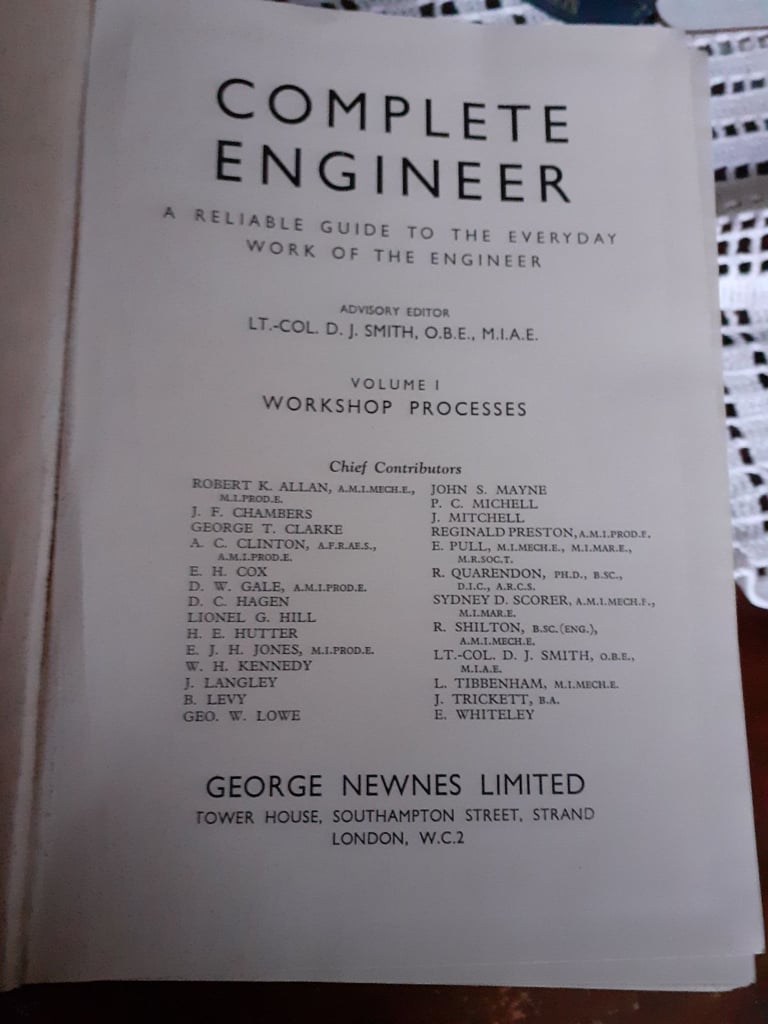 COMPLETE
ENGINEER
A RELIABLE GUIDE TO THE EVERYDAY
WORK OF THE ENGINEER
ADVISORY EDITOR
LT.-COL. D. J. SMITH, O.B.E., M.I.A.E.
VOLUME I
WORKSHOP PROCESSES
Chief Contributors
ROBERT K. ALLAN, A.M.I.MECH.E.,
M.I.PROD.E.
J. F. CHAMBERS
GEORGE T. CLARKE
A. C. CLINTON, A.F.R.AE.S.,
A.M.I.PROD.E.
E. H. COX
D. W. GALE, A.M.I.PROD.E.
D. C. HAGEN
LIONEL G. HILL
H. E. HUTTER
E. J. H. JONES, M.I.PROD.E.
W. H. KENNEDY
J. LANGLEY
B. LEVY
GEO. W. LOWE
JOHN S. MAYNE
P. C. MICHELL
J. MITCHELL
REGINALD PRESTON, A.M.I.PROD.E.
E. PULL, M.I.MECH.E., M.I.MAR.E.,
M.R.SOC.T.
R. QUARENDON, PH.D., B.SC.,
D.I.C., A.R.C.S.
SYDNEY D. SCORER, A.M.I.MECH.E.,
M.I.MAR.E.
R. SHILTON, B.SC.(ENG.),
A.M.I.MECH.E.
LT.-COL. D. J. SMITH, O.B.E.,
M.I.A.E.
L. TIBBENHAM, M.I.MECH.E.
J. TRICKETT, B.A.
E. WHITELEY
GEORGE NEWNES LIMITED
TOWER HOUSE, SOUTHAMPTON STREET, STRAND
LONDON, W.C.2